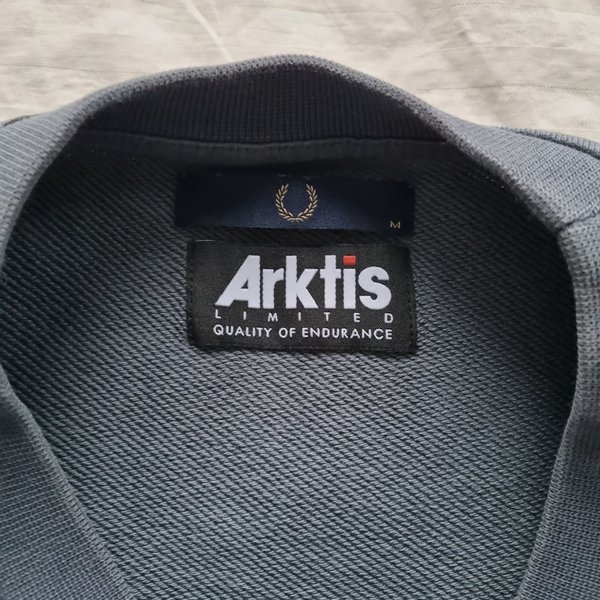 M
Arktis
LIMITED
QUALITY OF ENDURANCE